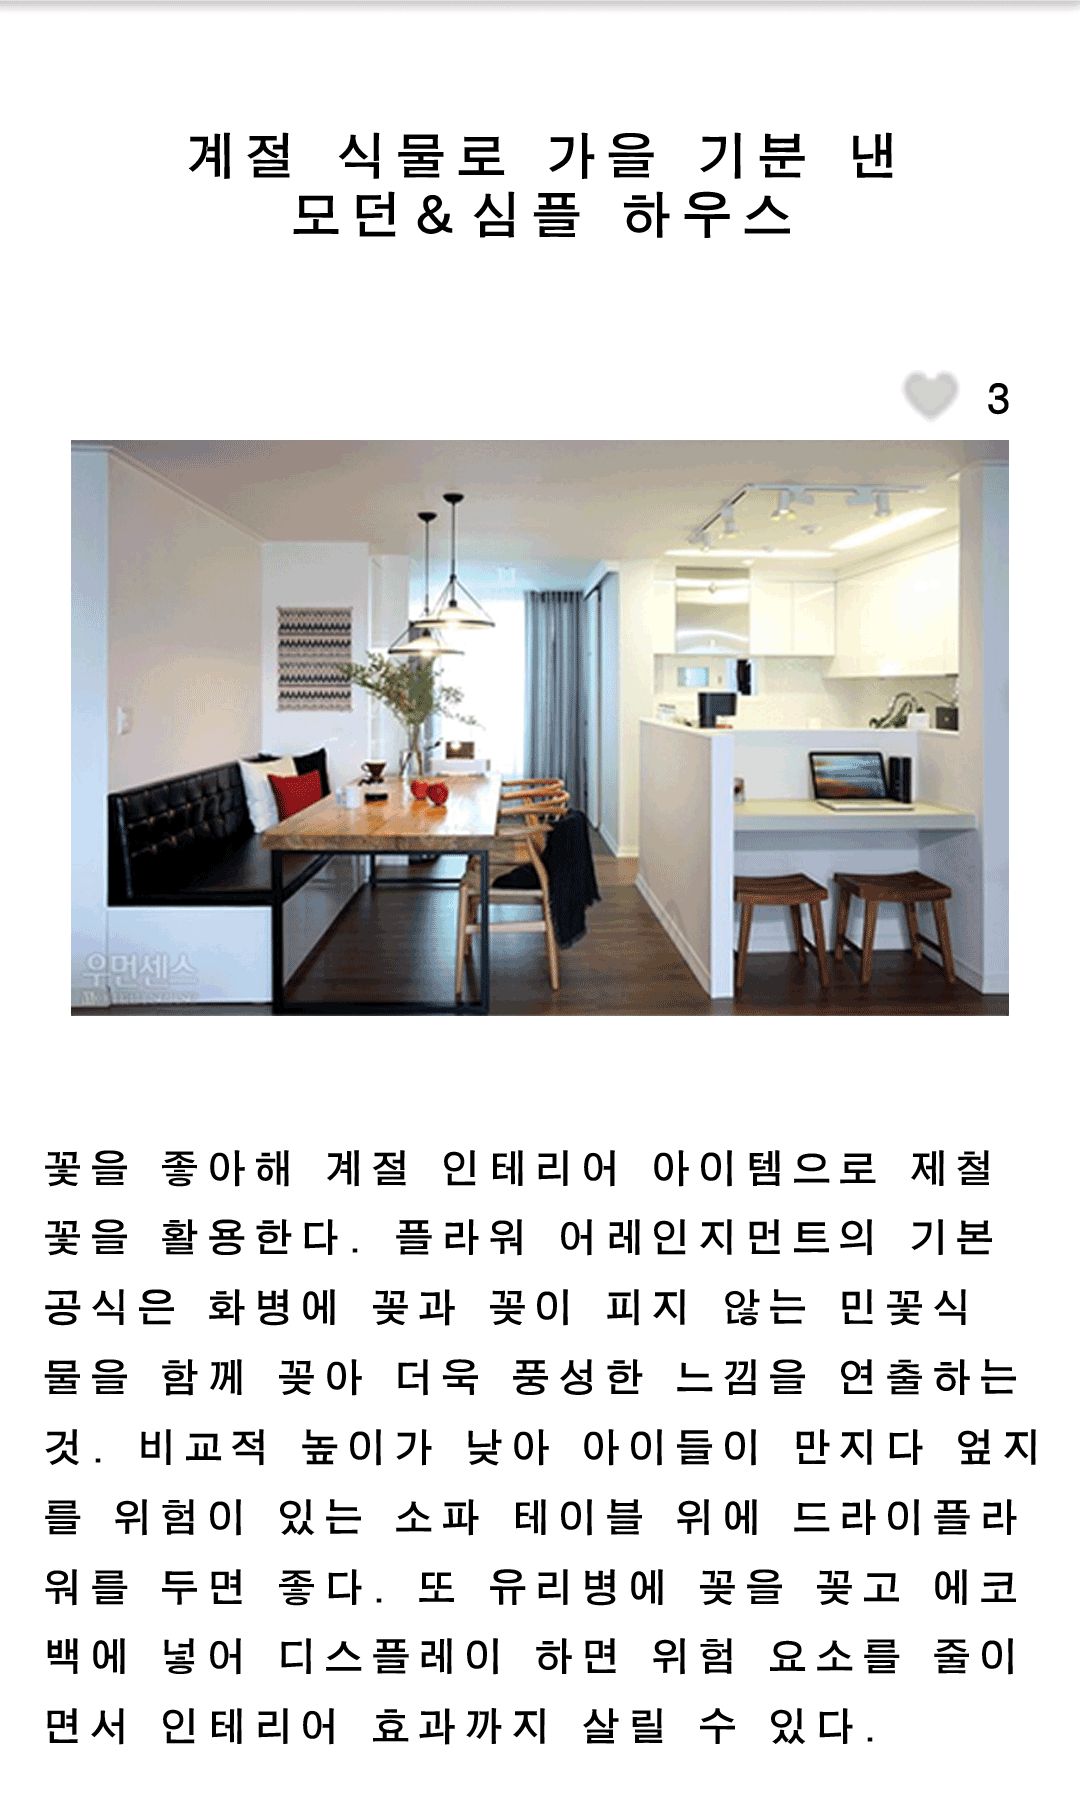 계절 식물로 가을 기분 낸
모던&심플 하우스
3
우먼센스
꽃을 좋아해 계절 인테리어 아이템으로 제철
꽃을 활용한다. 플라워 어레인지먼트의 기본
공식은 화병에 꽃과 꽃이 피지 않는 민꽃식
물을 함께 꽂아 더욱 풍성한 느낌을 연출하는
것. 비교적 높이가 낮아 아이들이 만지다 엎지
를 위험이 있는 소파 테이블 위에 드라이플라
워를 두면 좋다. 또 유리병에 꽃을 꽂고 에코
백에 넣어 디스플레이 하면 위험 요소를 줄이
면서 인테리어 효과까지 살릴 수 있다.